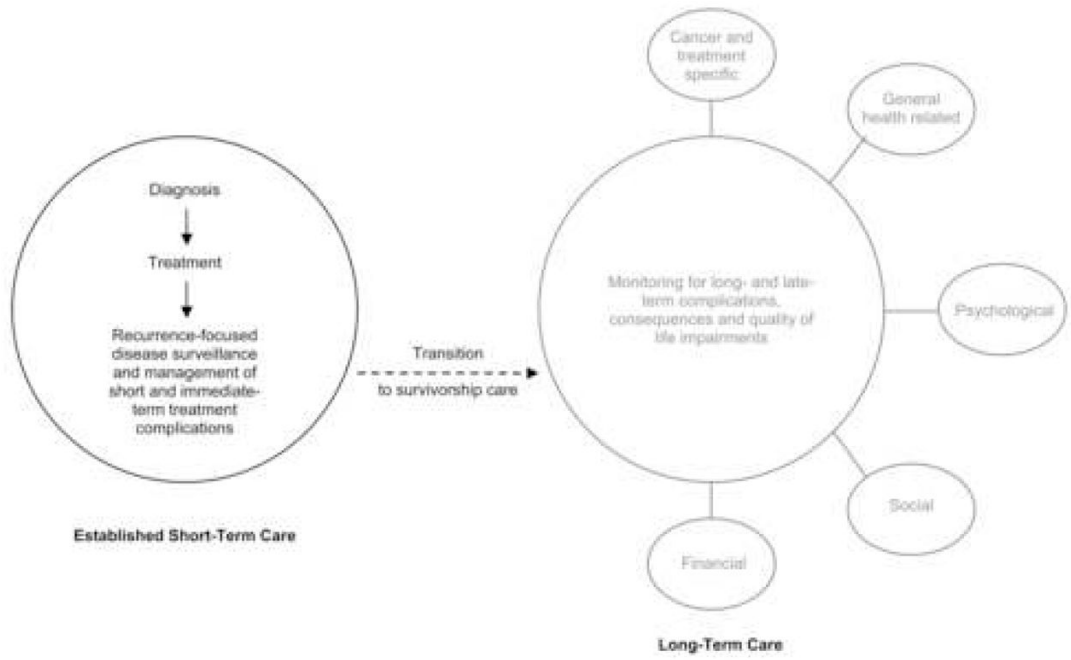 Diagnosis
Treatment
Recurrence-focused
disease surveillance
and management of
short and immediate-
term treatment
complications
Established Short-Term Care
Transition
to survivorship care
Cancer and
treatment
specific
General
health related
Monitoring for long- and late-
term complications,
consequences and quality of
life impairments
Psychological
Social
Financial
Long-Term Care